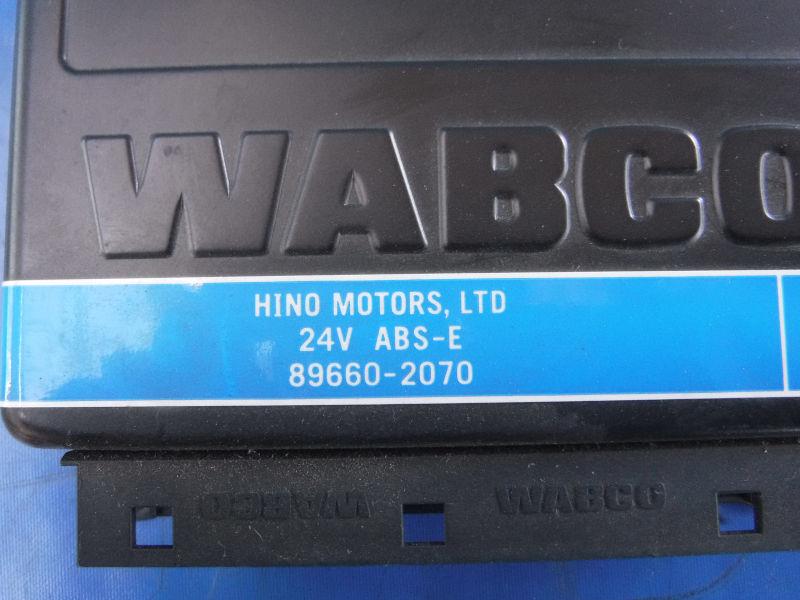 WABCO
HINO MOTORS, LTD
24V ABS-E
89660-2070
WABCO WABCO